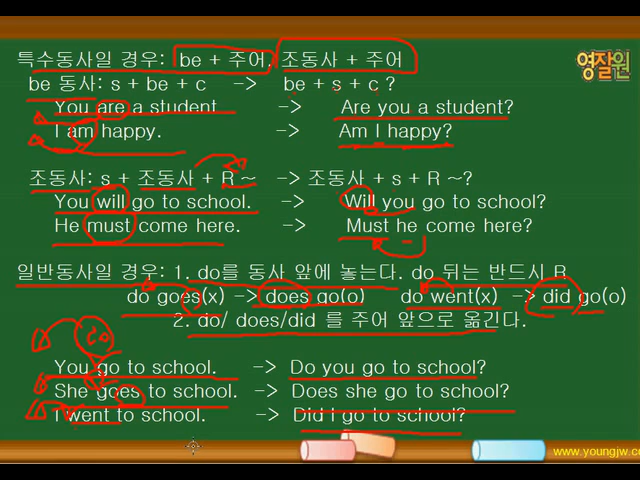 특수동사일 경우: be + 주어, 조동사 + 주어
영잘원
be 동사: s + be + c -> be + s + c ?
You are a student -> Are you a student?
I am happy. -> Am I happy?
조동사: s + 조동사 + R ~ -> 조동사 + s + R ~?
You will go to school. -> Will you go to school?
He must come here. -> Must he come here?
일반동사일 경우: 1. do를 동사 앞에 놓는다. do 뒤는 반드시 R
do goes(x) -> does go(o) do went(x) -> did go(o)
2. do/ does/did 를 주어 앞으로 옮긴다.
You go to school. -> Do you go to school?
She goes to school. -> Does she go to school?
I went to school. -> Did I go to school?